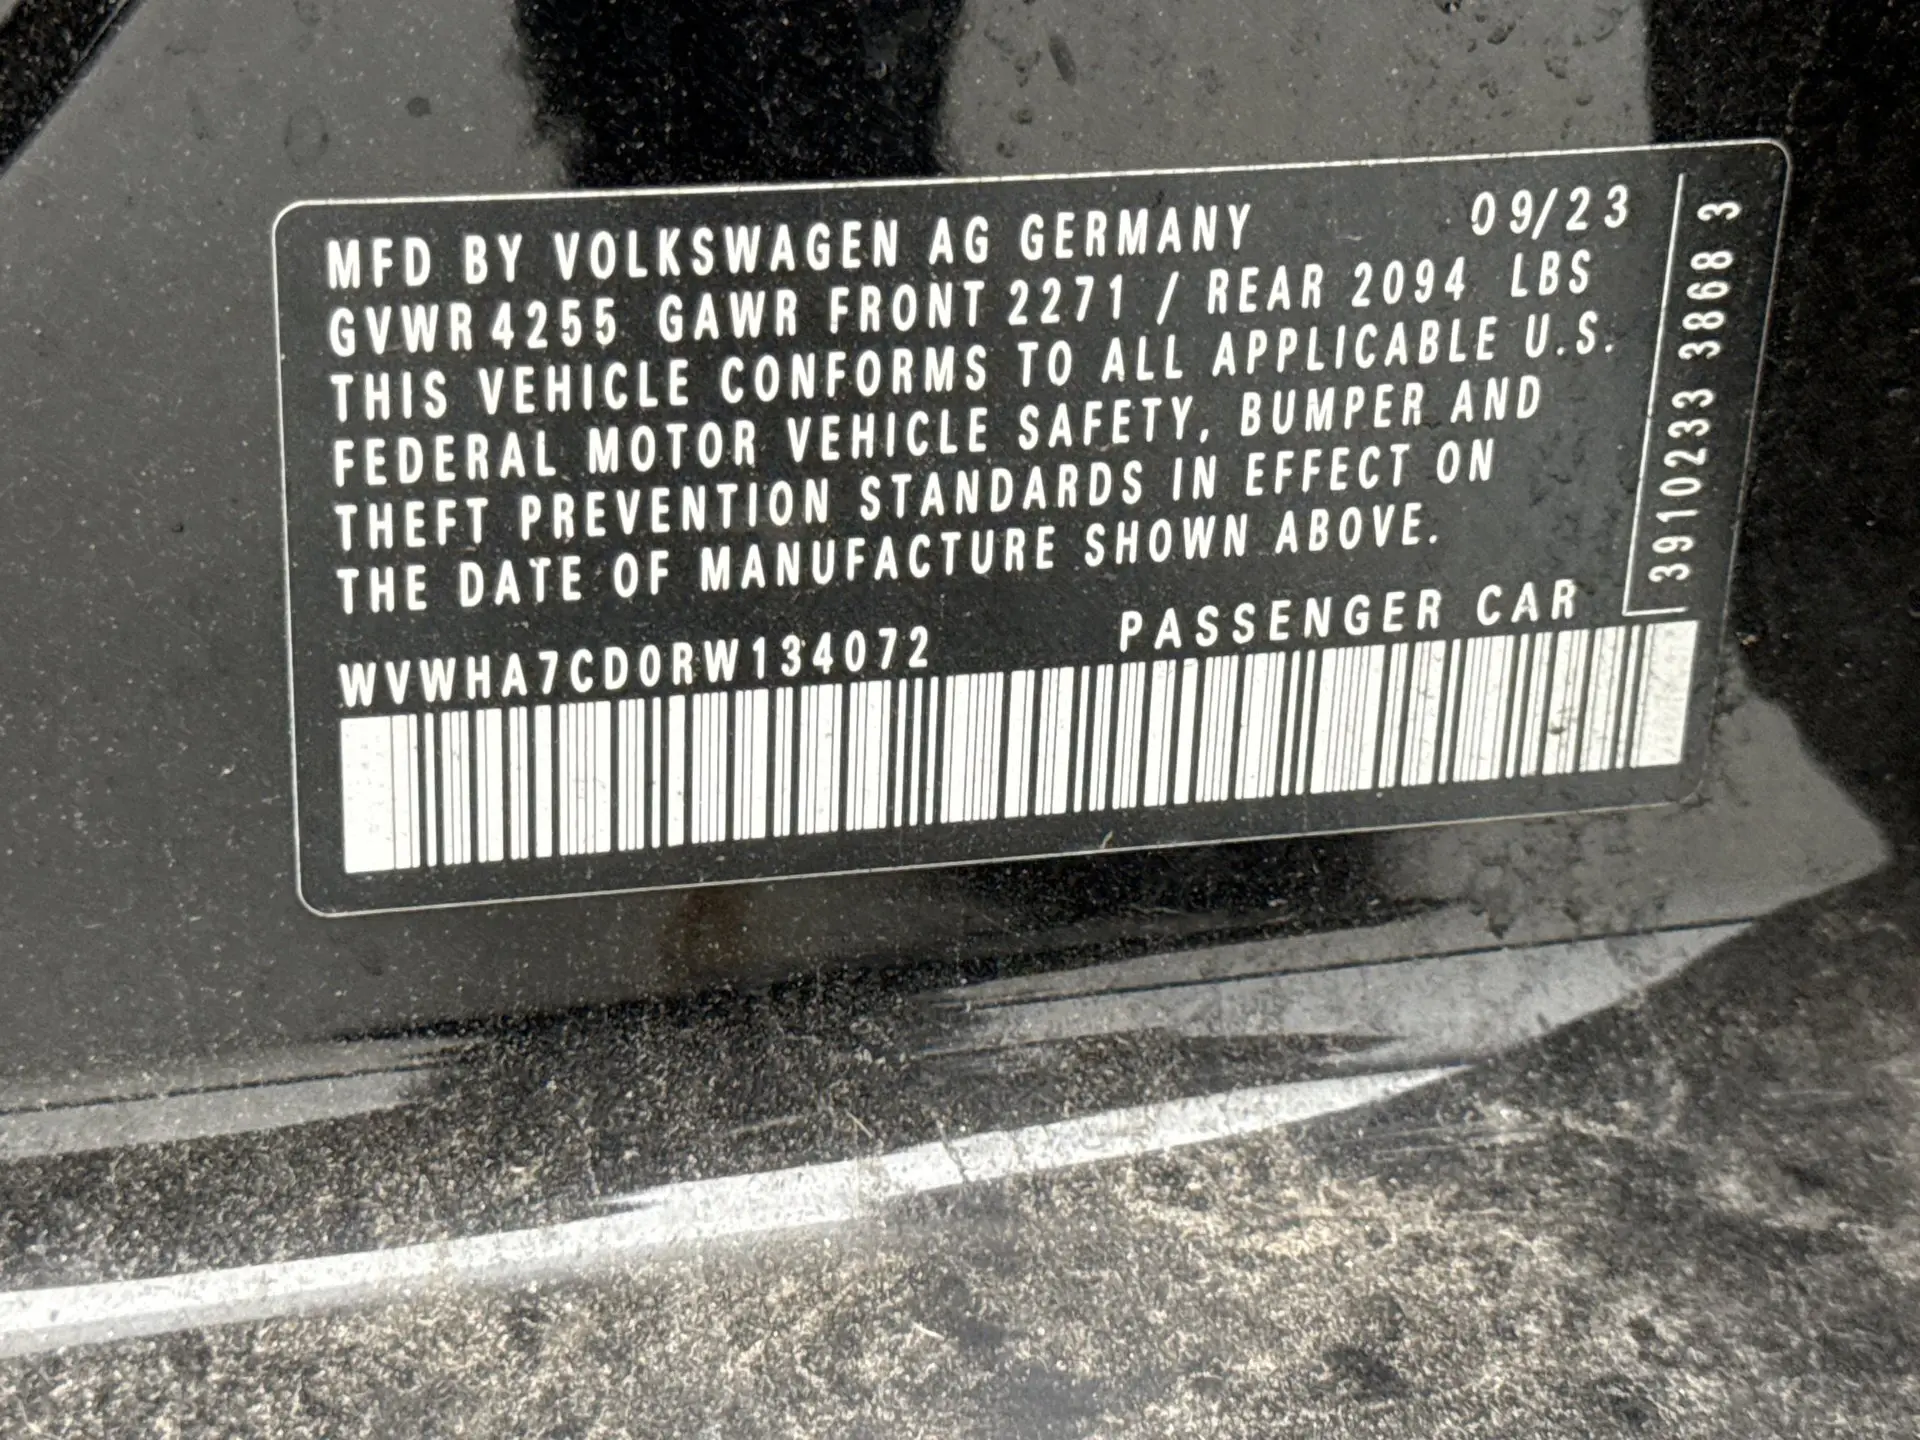 MFD BY VOLKSWAGEN AG GERMANY 09/23
GVWR 4255 GAWR FRONT 2271 / REAR 2094 LBS
THIS VEHICLE CONFORMS TO ALL APPLICABLE U.S.
FEDERAL MOTOR VEHICLE SAFETY, BUMPER AND
THEFT PREVENTION STANDARDS IN EFFECT ON
THE DATE OF MANUFACTURE SHOWN ABOVE.
WVWHA7CD0RW134072 PASSENGER CAR
3910233 3868 3